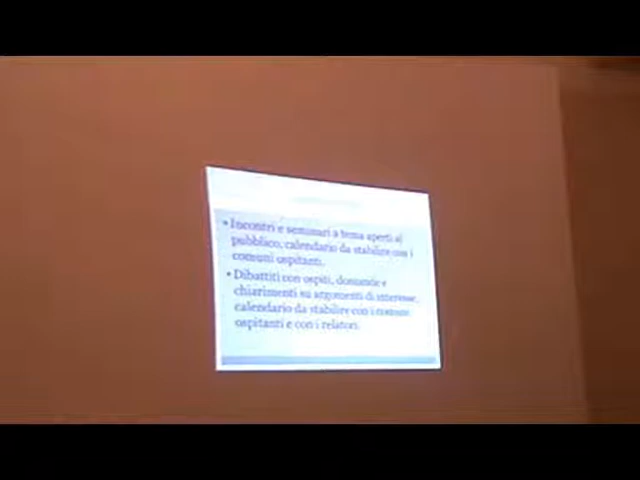 • Incontri e seminari a tema aperti al
pubblico, calendario da stabilire con i
comuni ospitanti.
• Dibattiti con ospiti, domande e
chiarimenti su argomenti di interesse,
calendario da stabilire con i comuni
ospitanti e con i relatori.